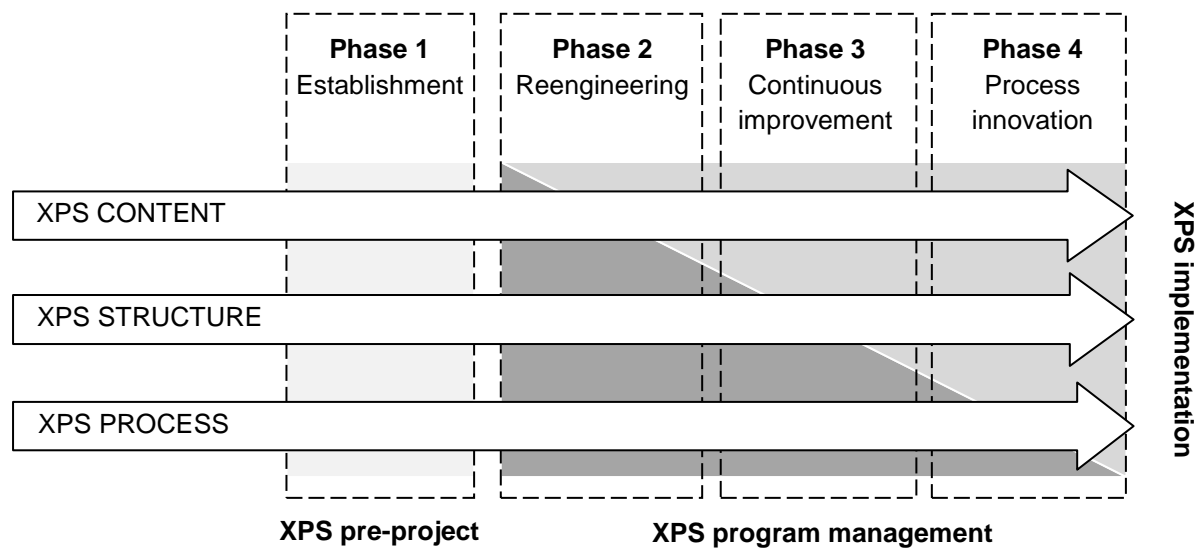 Phase 1
Establishment
Phase 2
Reengineering
Phase 3
Continuous
improvement
Phase 4
Process
innovation
XPS CONTENT
XPS STRUCTURE
XPS PROCESS
XPS implementation
XPS pre-project
XPS program management